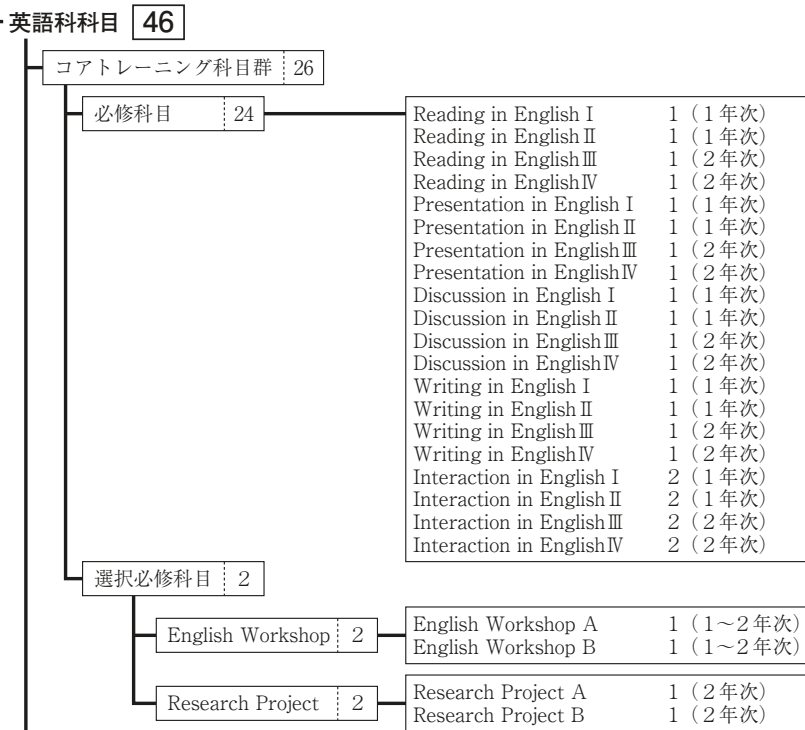 英語科科目 46
コアトレーニング科目群 26
必修科目 24
Reading in English Ⅰ 1(1年次)
Reading in English Ⅱ 1(1年次)
Reading in English Ⅲ 1(2年次)
Reading in English Ⅳ 1(2年次)
Presentation in English Ⅰ 1(1年次)
Presentation in English Ⅱ 1(1年次)
Presentation in English Ⅲ 1(2年次)
Presentation in English Ⅳ 1(2年次)
Discussion in English Ⅰ 1(1年次)
Discussion in English Ⅱ 1(1年次)
Discussion in English Ⅲ 1(2年次)
Discussion in English Ⅳ 1(2年次)
Writing in English Ⅰ 1(1年次)
Writing in English Ⅱ 1(1年次)
Writing in English Ⅲ 1(2年次)
Writing in English Ⅳ 1(2年次)
Interaction in English Ⅰ 2(1年次)
Interaction in English Ⅱ 2(1年次)
Interaction in English Ⅲ 2(2年次)
Interaction in English Ⅳ 2(2年次)
選択必修科目 2
English Workshop 2
English Workshop A 1(1〜2年次)
English Workshop B 1(1〜2年次)
Research Project 2
Research Project A 1(2年次)
Research Project B 1(2年次)